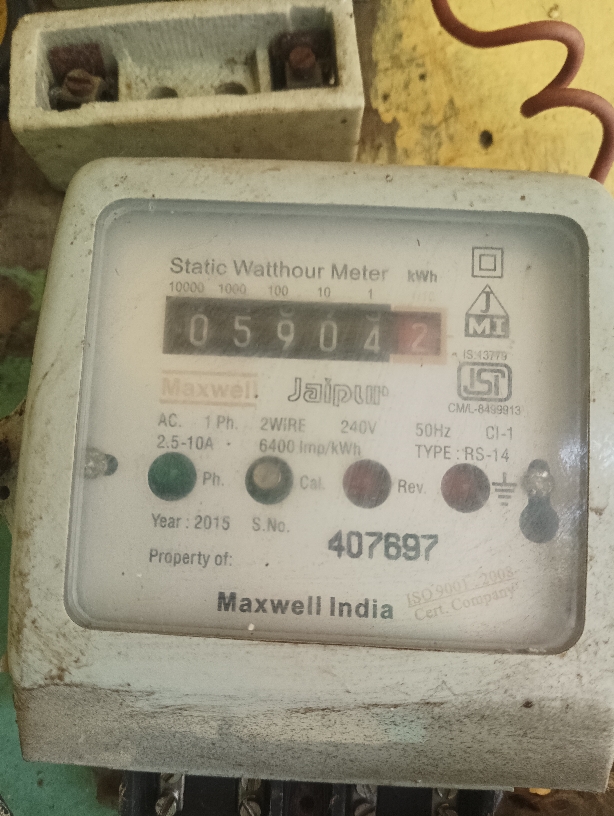 Static Watthour Meter kWh
10000 1000 100 10 1
0 5 9 0 4 2
J
MI
IS:13779
ISI
CM/L-8499913
Maxwell Jaipur
AC. 1 Ph. 2WIRE 240V 50Hz Cl-1
2.5-10A - 6400 Imp/kWh TYPE : RS-14
Ph. Cal. Rev.
Year : 2015 S.No.
407697
Property of:
ISO 9001 : 2008
Cert. Company
Maxwell India